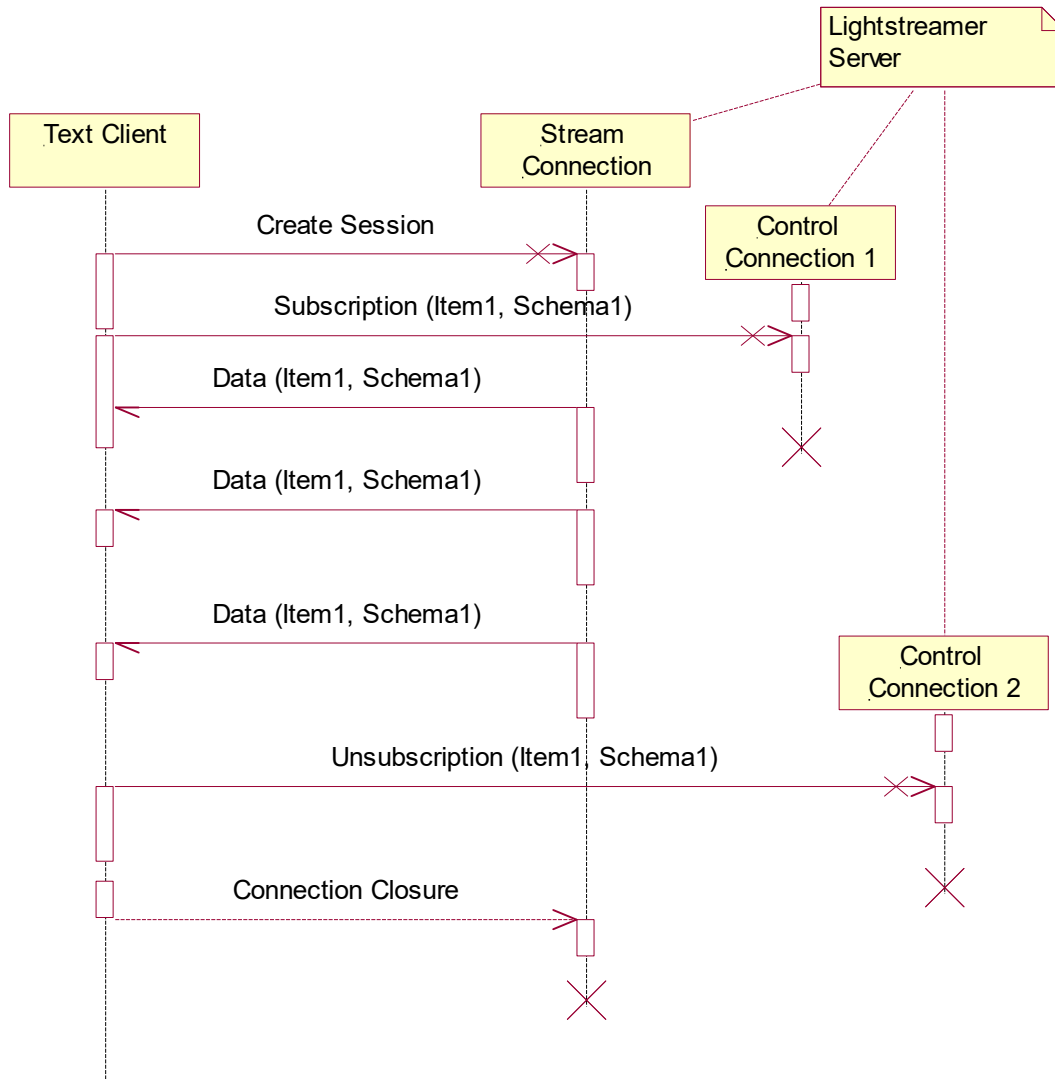 Lightstreamer
Server
Text Client
Stream
Connection
Control
Connection 1
Create Session
Subscription (Item1, Schema1)
Data (Item1, Schema1)
Data (Item1, Schema1)
Data (Item1, Schema1)
Control
Connection 2
Unsubscription (Item1, Schema1)
Connection Closure